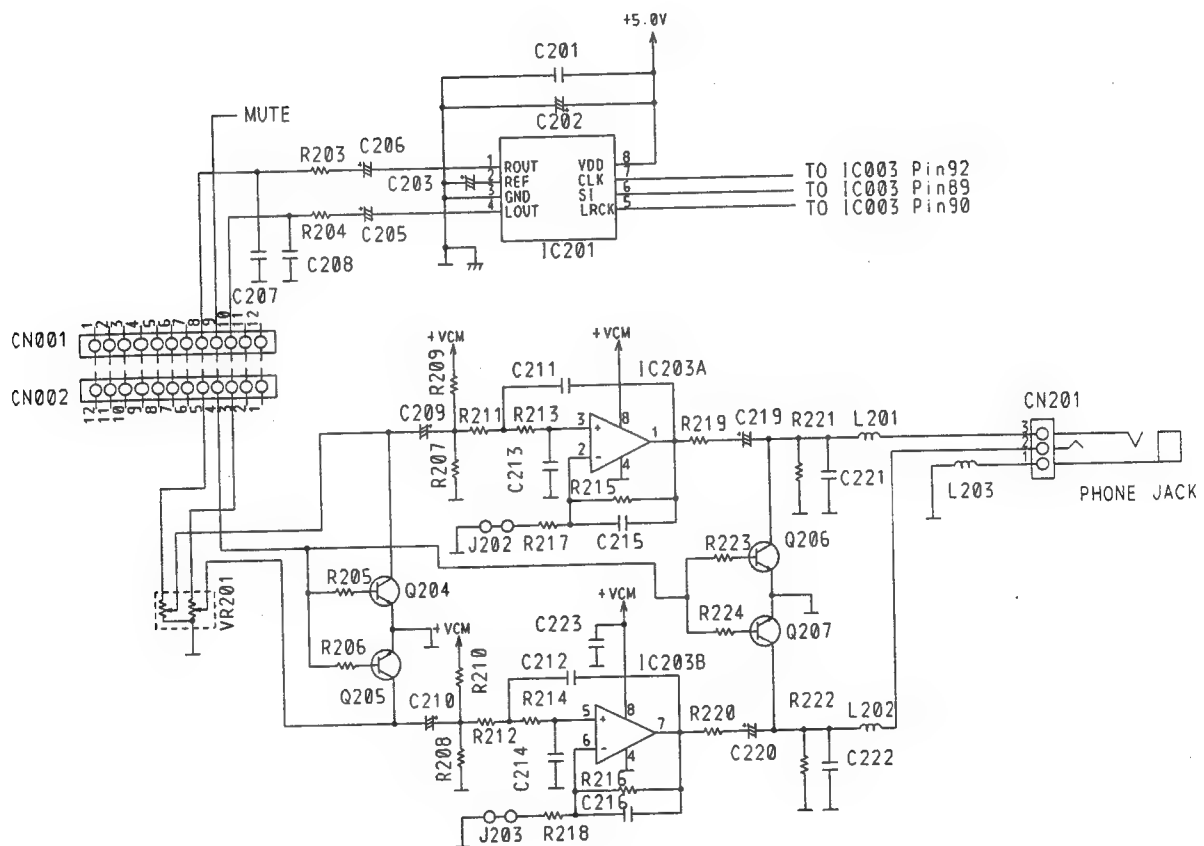 +5.0V
C201
C202
MUTE
C206
R203
C203
R204
C205
C207
C208
1 ROUT VDD 8
2 REF CLK 7
3 GND SI 6
4 LOUT LRCK 5
IC201
TO IC003 Pin92
TO IC003 Pin89
TO IC003 Pin90
CN001
1 2 3 4 5 6 7 8 9 10 11 12
CN002
12 11 10 9 8 7 6 5 4 3 2 1
+VCM
+VCM
R209
C211
IC203A
C209
R211
R213
3
+
8
1
2
-
4
R207
C213
R215
J202
R217
C215
R219
C219
R221
L201
C221
CN201
3
2
1
L203
PHONE JACK
VR201
R205
Q204
R206
Q205
+VCM
R210
C210
R208
R223
Q206
R224
Q207
+VCM
C223
IC203B
C212
R214
R212
5
+
8
7
6
-
4
C214
R216
C216
J203
R218
R220
C220
R222
L202
C222